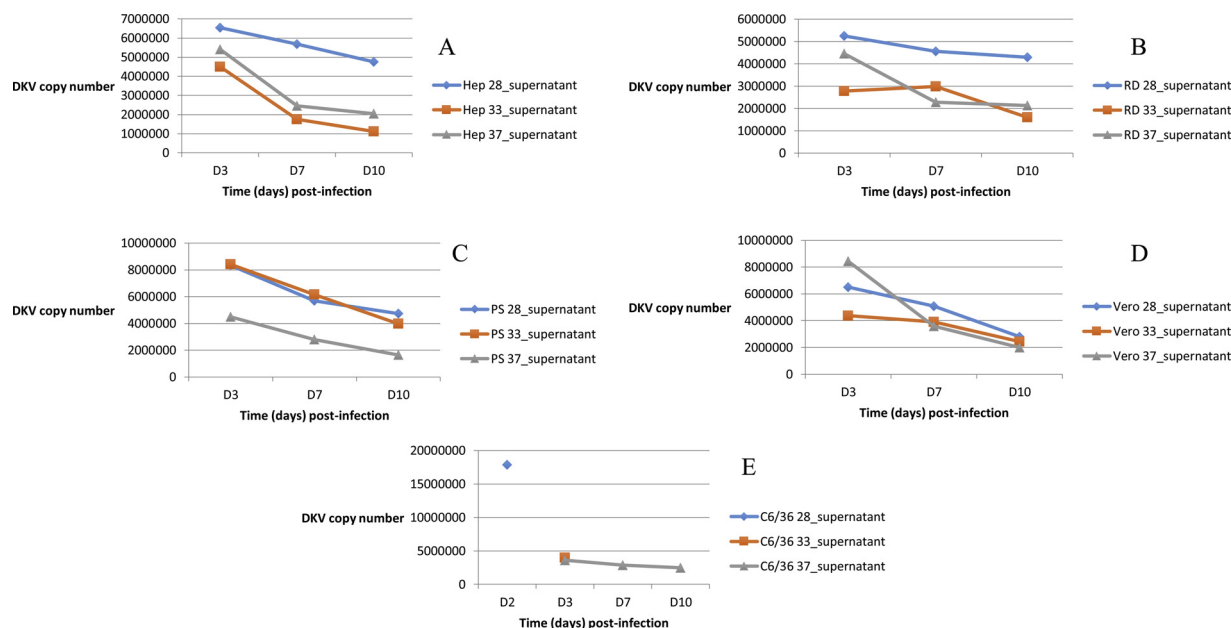 7000000
6000000
5000000
4000000
3000000
2000000
1000000
0
DKV copy number
D3 D7 D10
Time (days) post-infection
A
Hep 28_supernatant
Hep 33_supernatant
Hep 37_supernatant
6000000
5000000
4000000
3000000
2000000
1000000
0
DKV copy number
D3 D7 D10
Time (days) post-infection
B
RD 28_supernatant
RD 33_supernatant
RD 37_supernatant
10000000
8000000
6000000
4000000
2000000
0
DKV copy number
D3 D7 D10
Time (days) post-infection
C
PS 28_supernatant
PS 33_supernatant
PS 37_supernatant
10000000
8000000
6000000
4000000
2000000
0
DKV copy number
D3 D7 D10
Time (days) post-infection
D
Vero 28_supernatant
Vero 33_supernatant
Vero 37_supernatant
20000000
15000000
10000000
5000000
0
DKV copy number
D2 D3 D7 D10
Time (days) post-infection
E
C6/36 28_supernatant
C6/36 33_supernatant
C6/36 37_supernatant